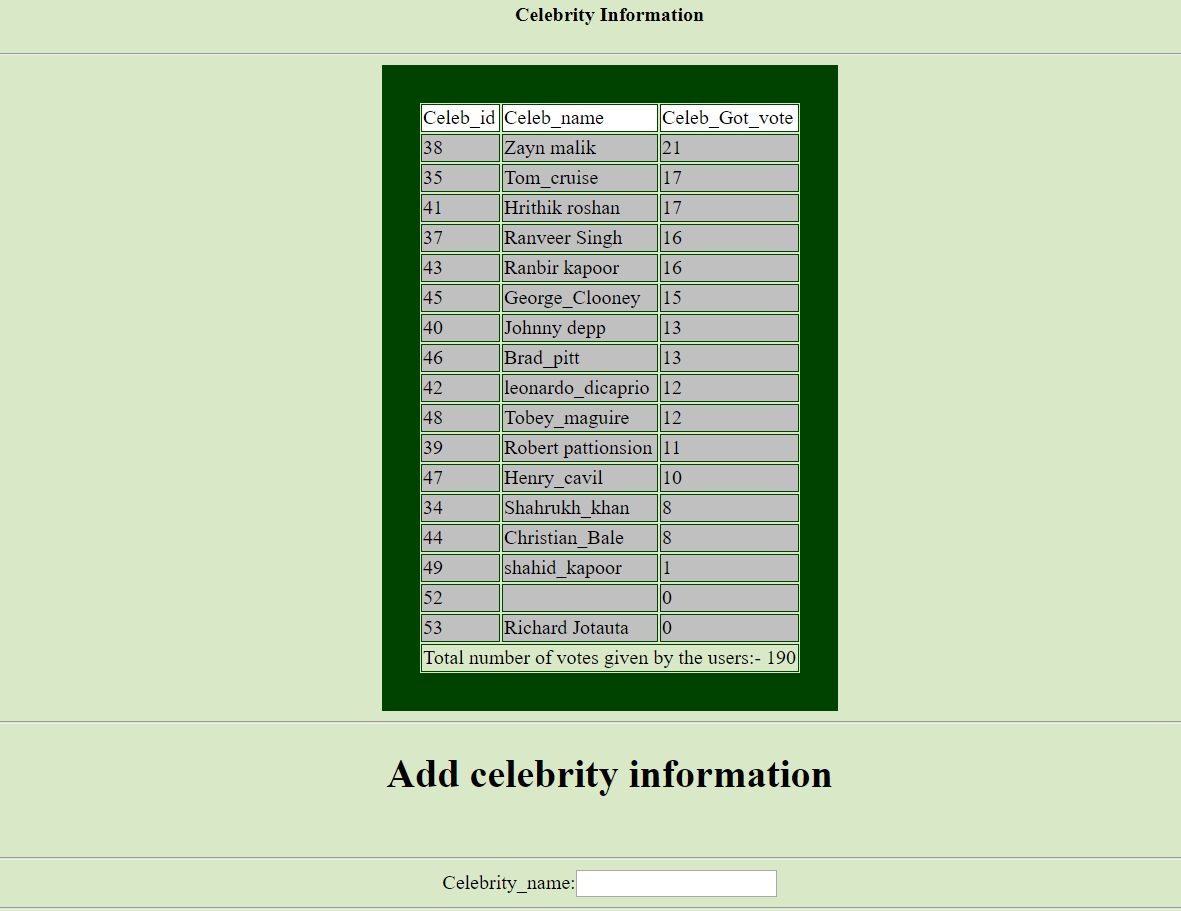 Celebrity Information
Celeb_id Celeb_name Celeb_Got_vote
38 Zayn malik 21
35 Tom_cruise 17
41 Hrithik roshan 17
37 Ranveer Singh 16
43 Ranbir kapoor 16
45 George_Clooney 15
40 Johnny depp 13
46 Brad_pitt 13
42 leonardo_dicaprio 12
48 Tobey_maguire 12
39 Robert pattionsion 11
47 Henry_cavil 10
34 Shahrukh_khan 8
44 Christian_Bale 8
49 shahid_kapoor 1
52 0
53 Richard Jotauta 0
Total number of votes given by the users:- 190
Add celebrity information
Celebrity_name: